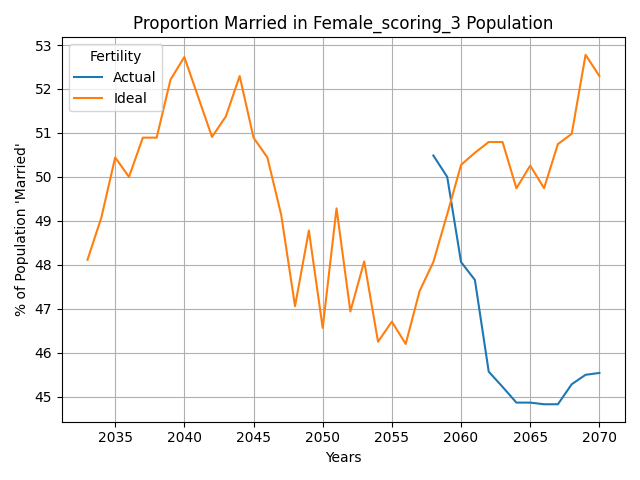 Proportion Married in Female_scoring_3 Population
Fertility
Actual
Ideal
% of Population 'Married'
53
52
51
50
49
48
47
46
45
2035
2040
2045
2050
2055
2060
2065
2070
Years